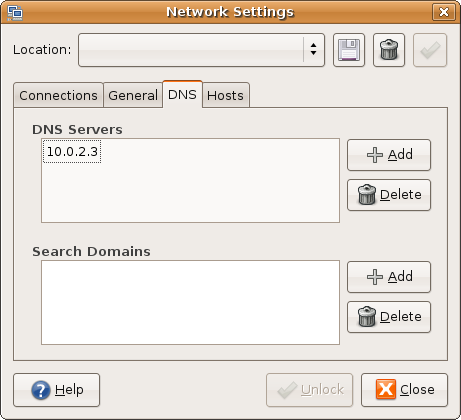 Network Settings
Location:
Connections General DNS Hosts
DNS Servers
10.0.2.3
Add
Delete
Search Domains
Add
Delete
Help Unlock Close